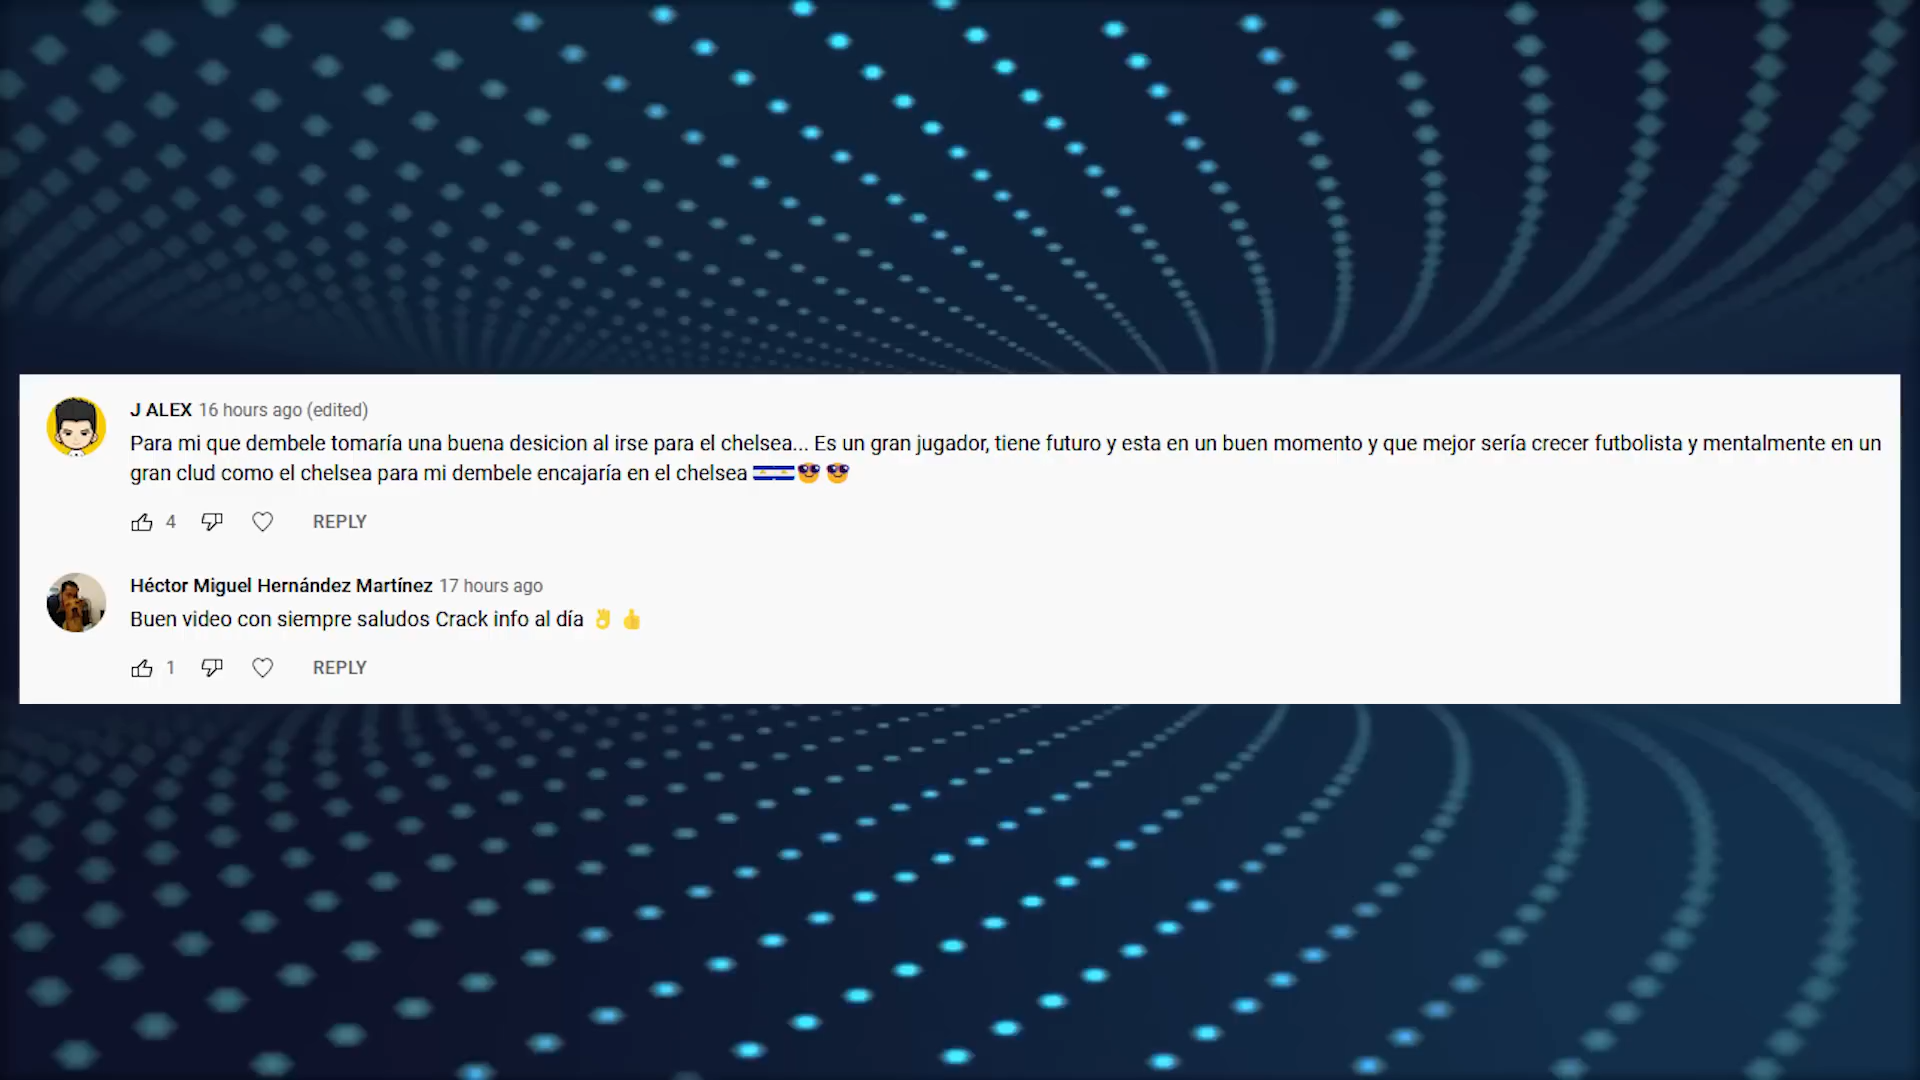 J ALEX 16 hours ago (edited)
Para mi que dembele tomaría una buena desicion al irse para el chelsea... Es un gran jugador, tiene futuro y esta en un buen momento y que mejor sería crecer futbolista y mentalmente en un
gran clud como el chelsea para mi dembele encajaría en el chelsea 🇸🇻😎😎
4 REPLY
Héctor Miguel Hernández Martínez 17 hours ago
Buen video con siempre saludos Crack info al día 👌👍
1 REPLY